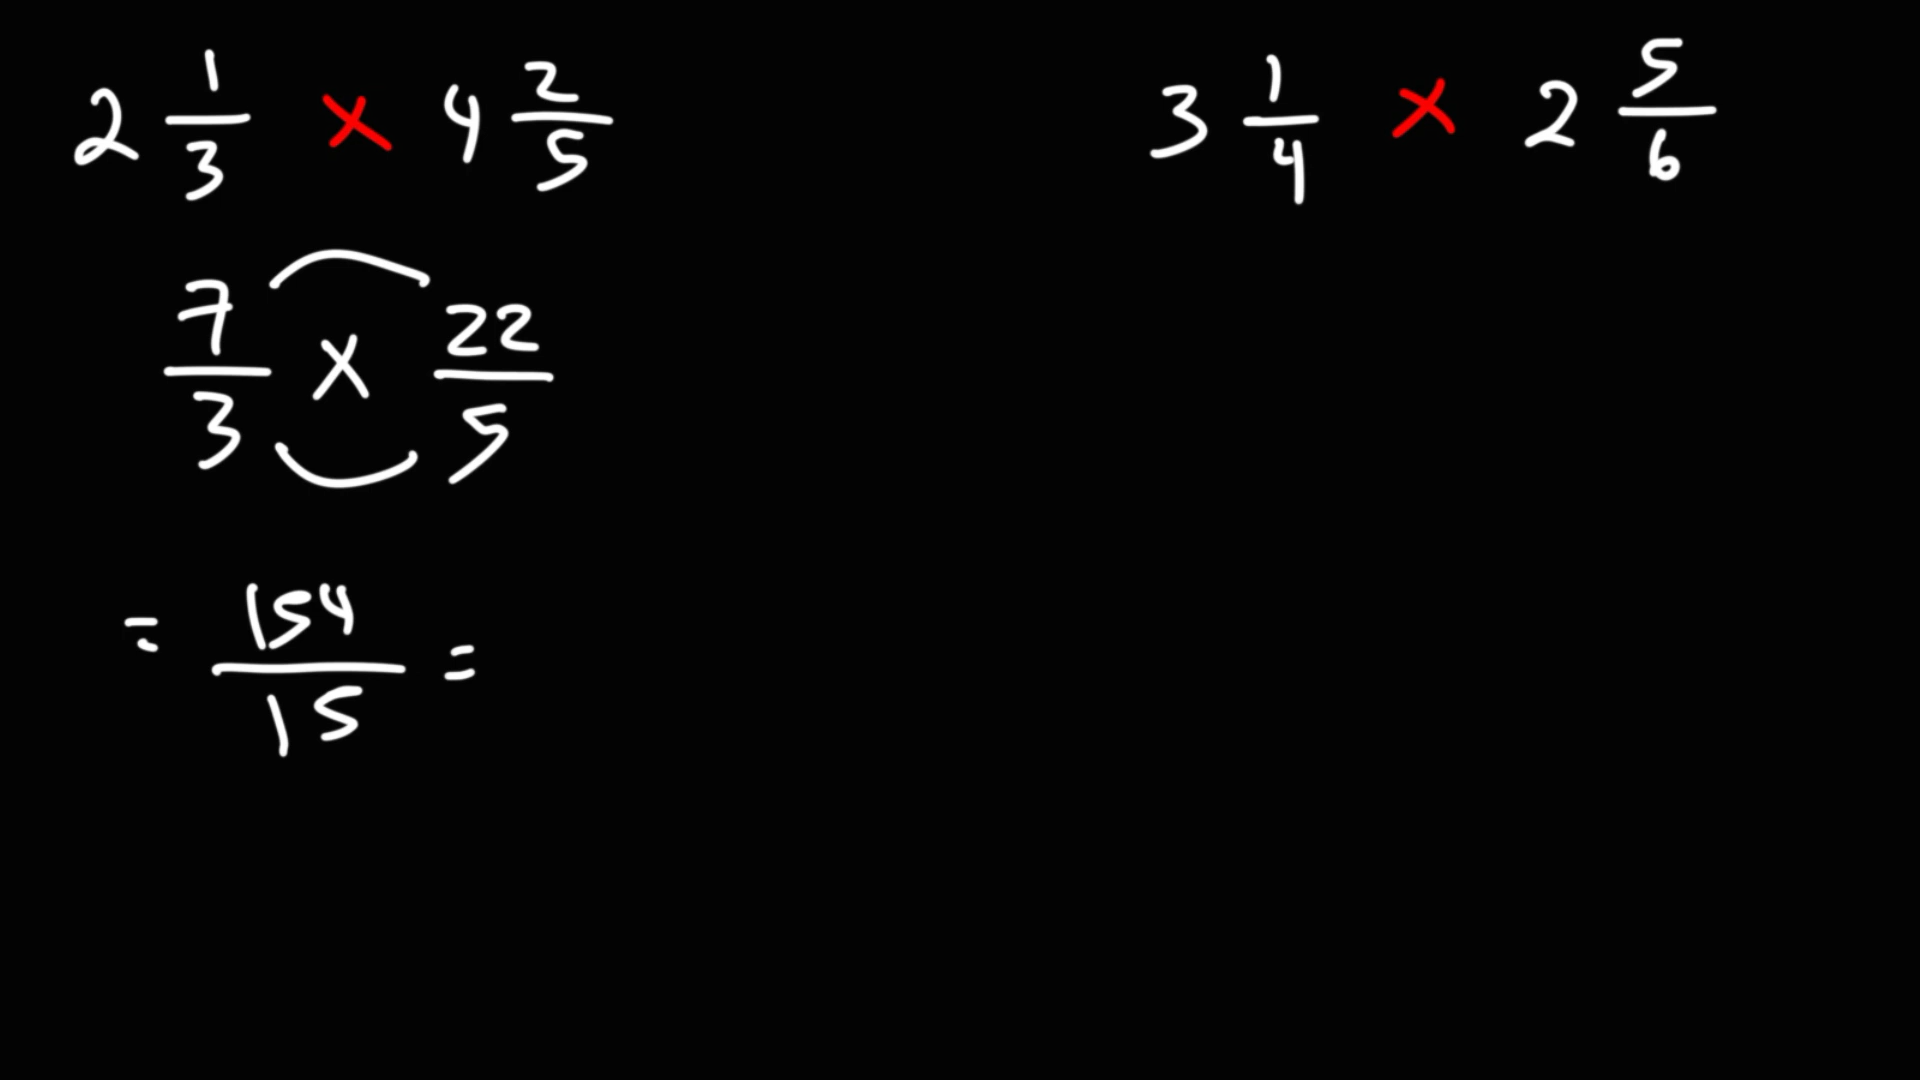 2 1/3 × 4 2/5
7/3 × 22/5
= 154/15 =
3 1/4 × 2 5/6